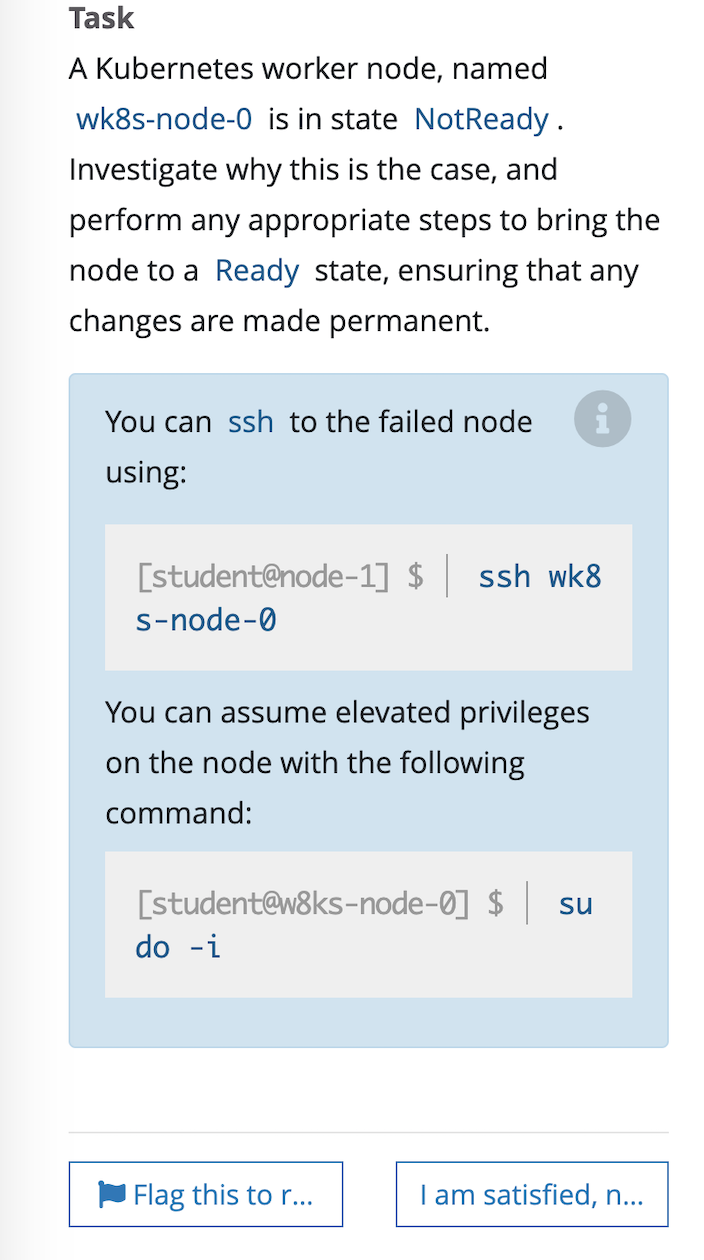 Task
A Kubernetes worker node, named
wk8s-node-0 is in state NotReady .
Investigate why this is the case, and
perform any appropriate steps to bring the
node to a Ready state, ensuring that any
changes are made permanent.
You can ssh to the failed node
using:
[student@node-1] $ | ssh wk8
s-node-0
You can assume elevated privileges
on the node with the following
command:
[student@w8ks-node-0] $ | su
do -i
Flag this to r...
I am satisfied, n...